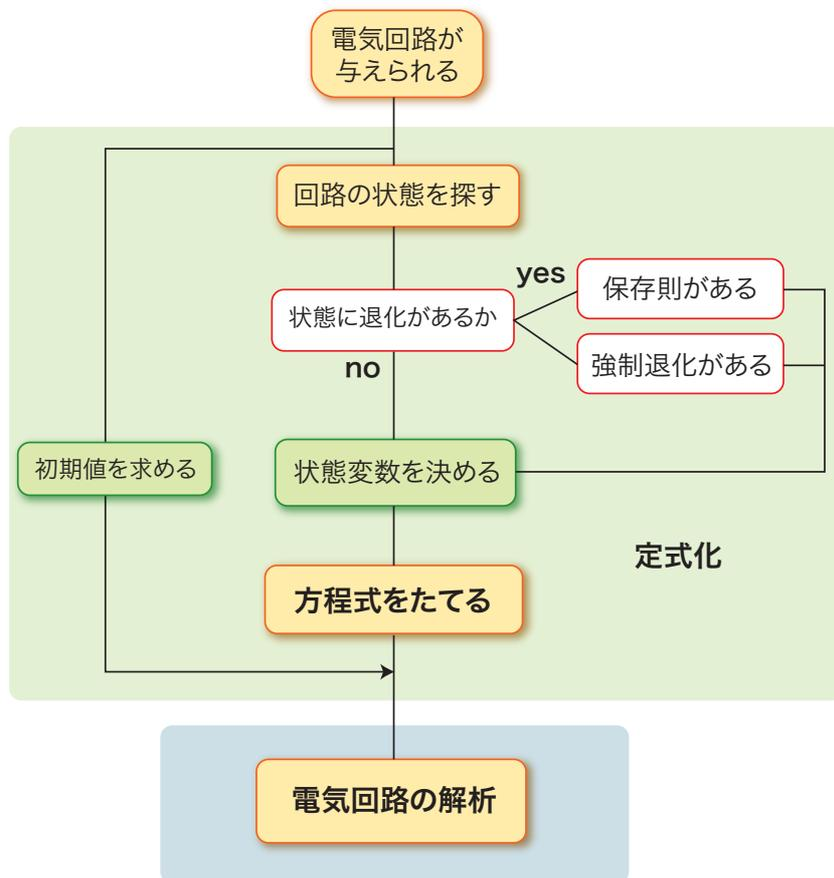 電気回路が
与えられる
回路の状態を探す
yes
保存則がある
状態に退化があるか
強制退化がある
no
初期値を求める
状態変数を決める
定式化
方程式をたてる
電気回路の解析